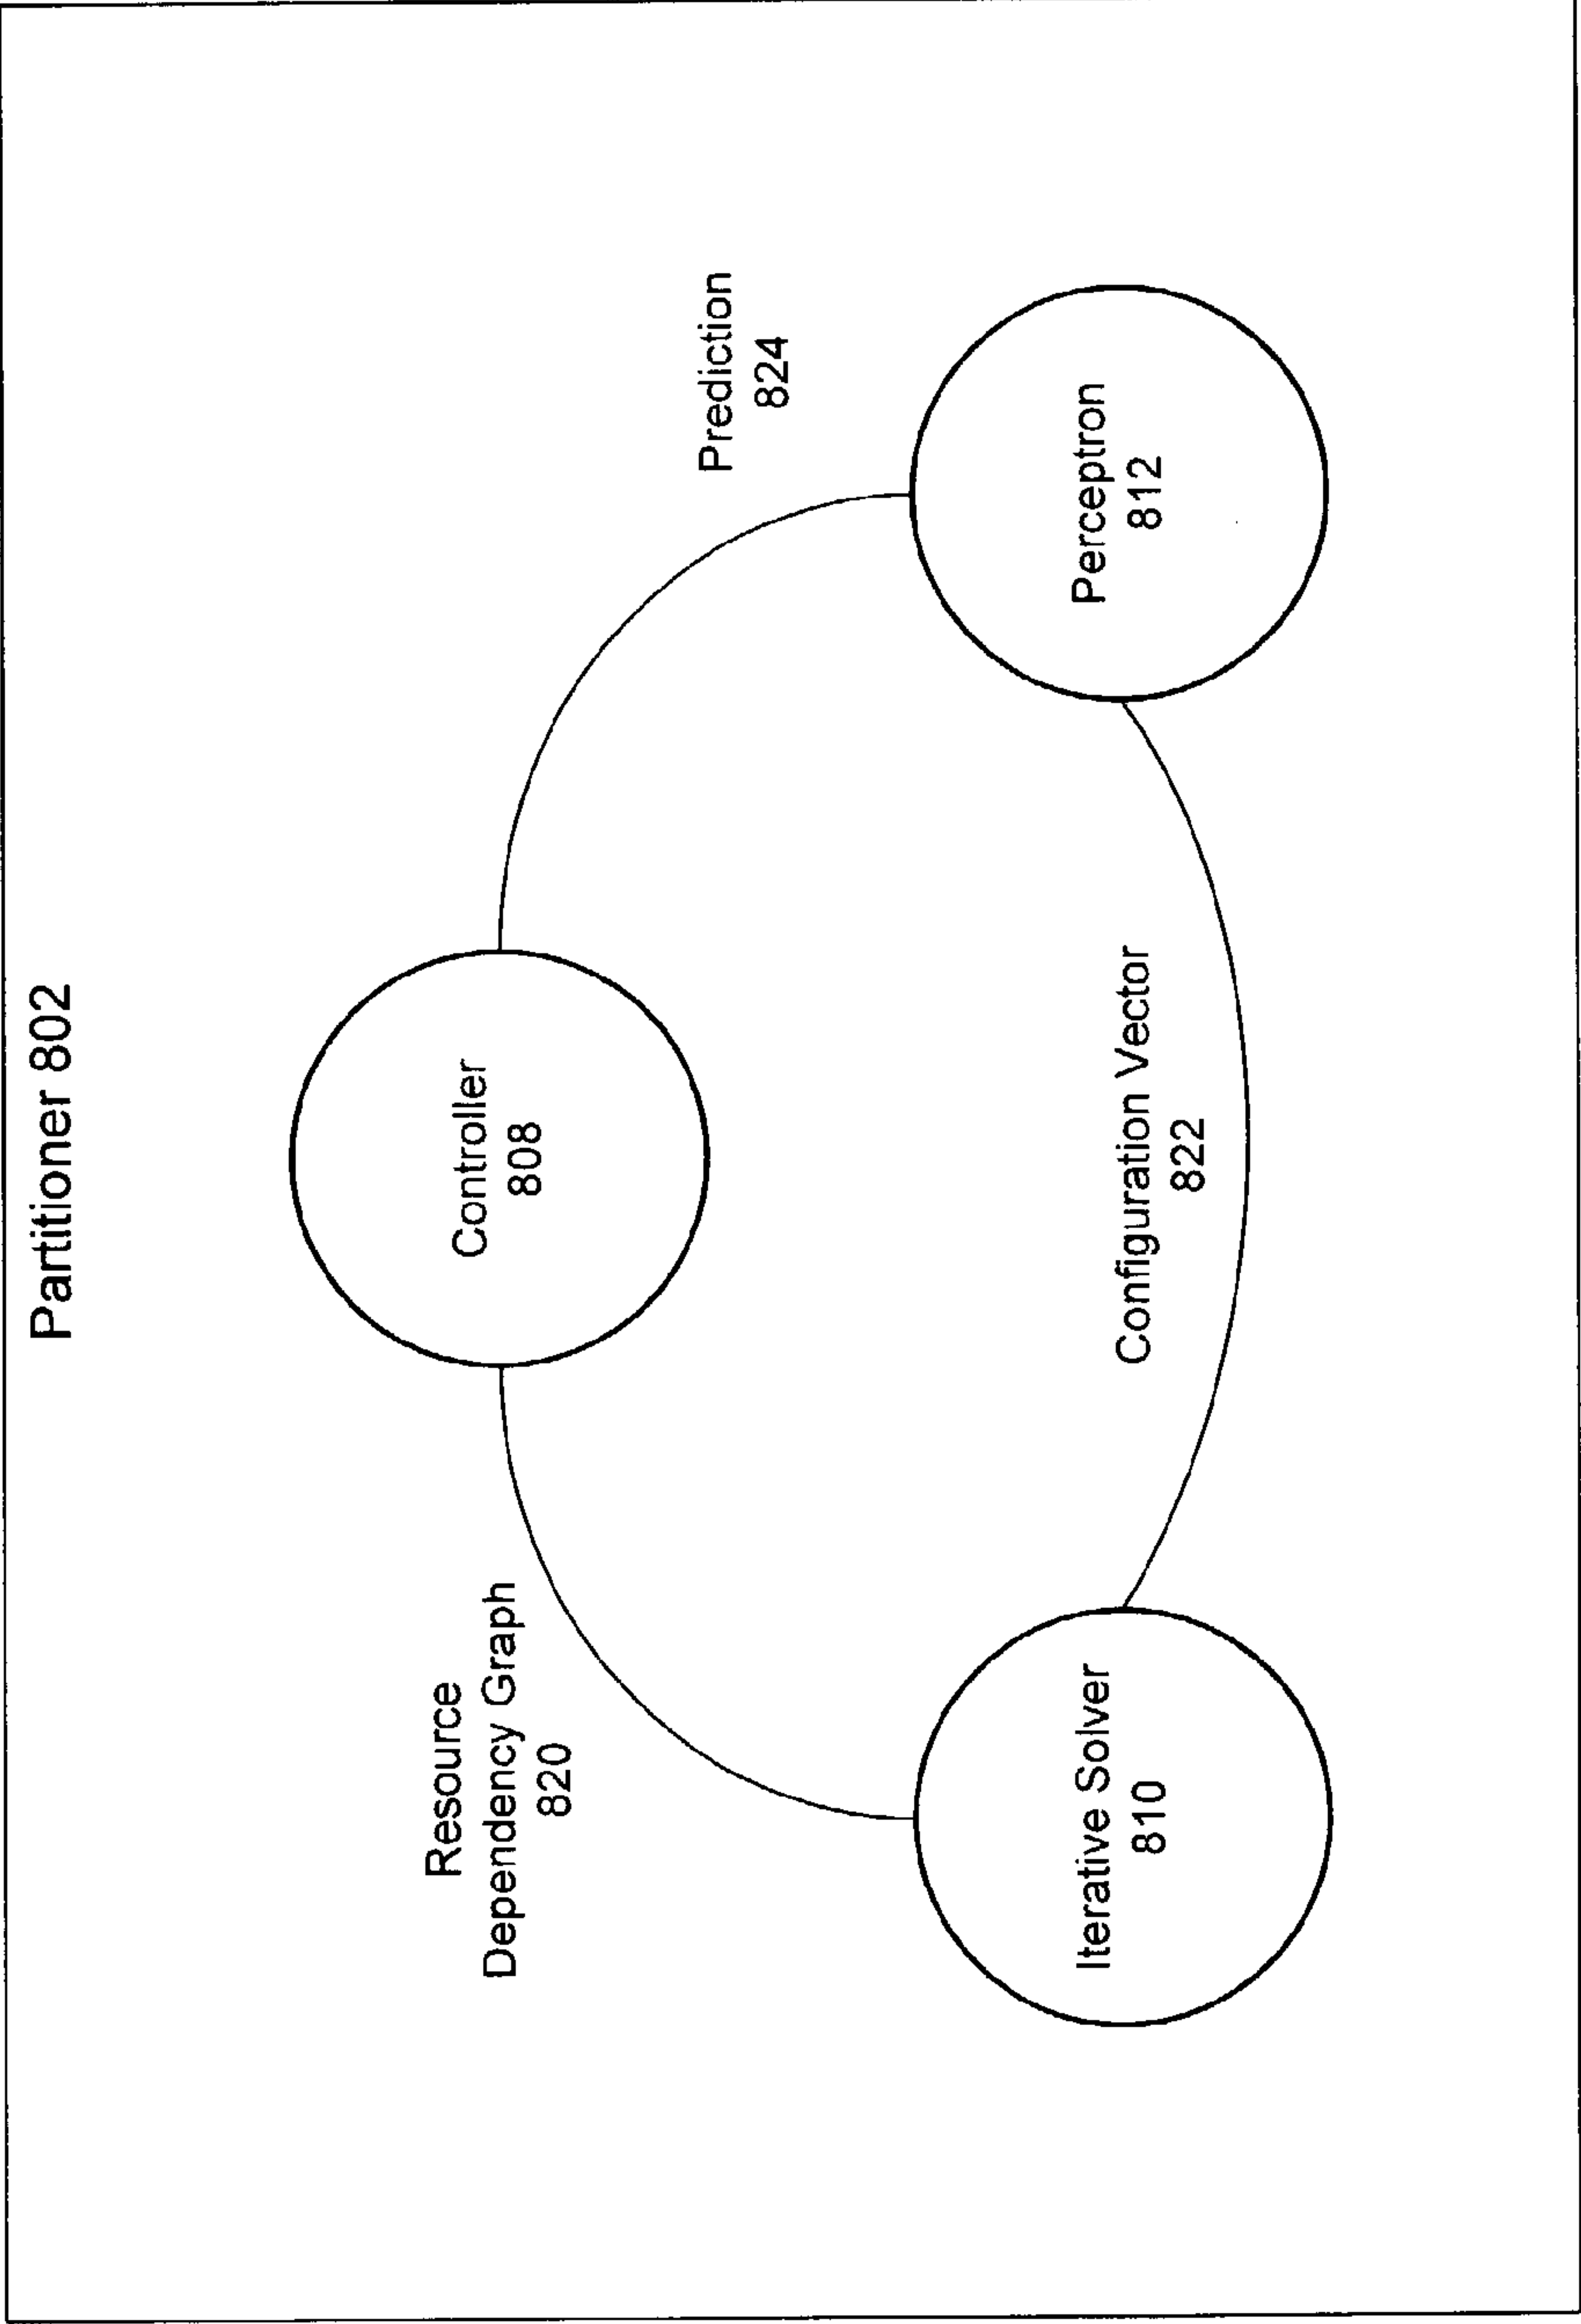 Partitioner 802
Controller
808
Resource
Dependency Graph
820
Prediction
824
Configuration Vector
822
Iterative Solver
810
Perceptron
812